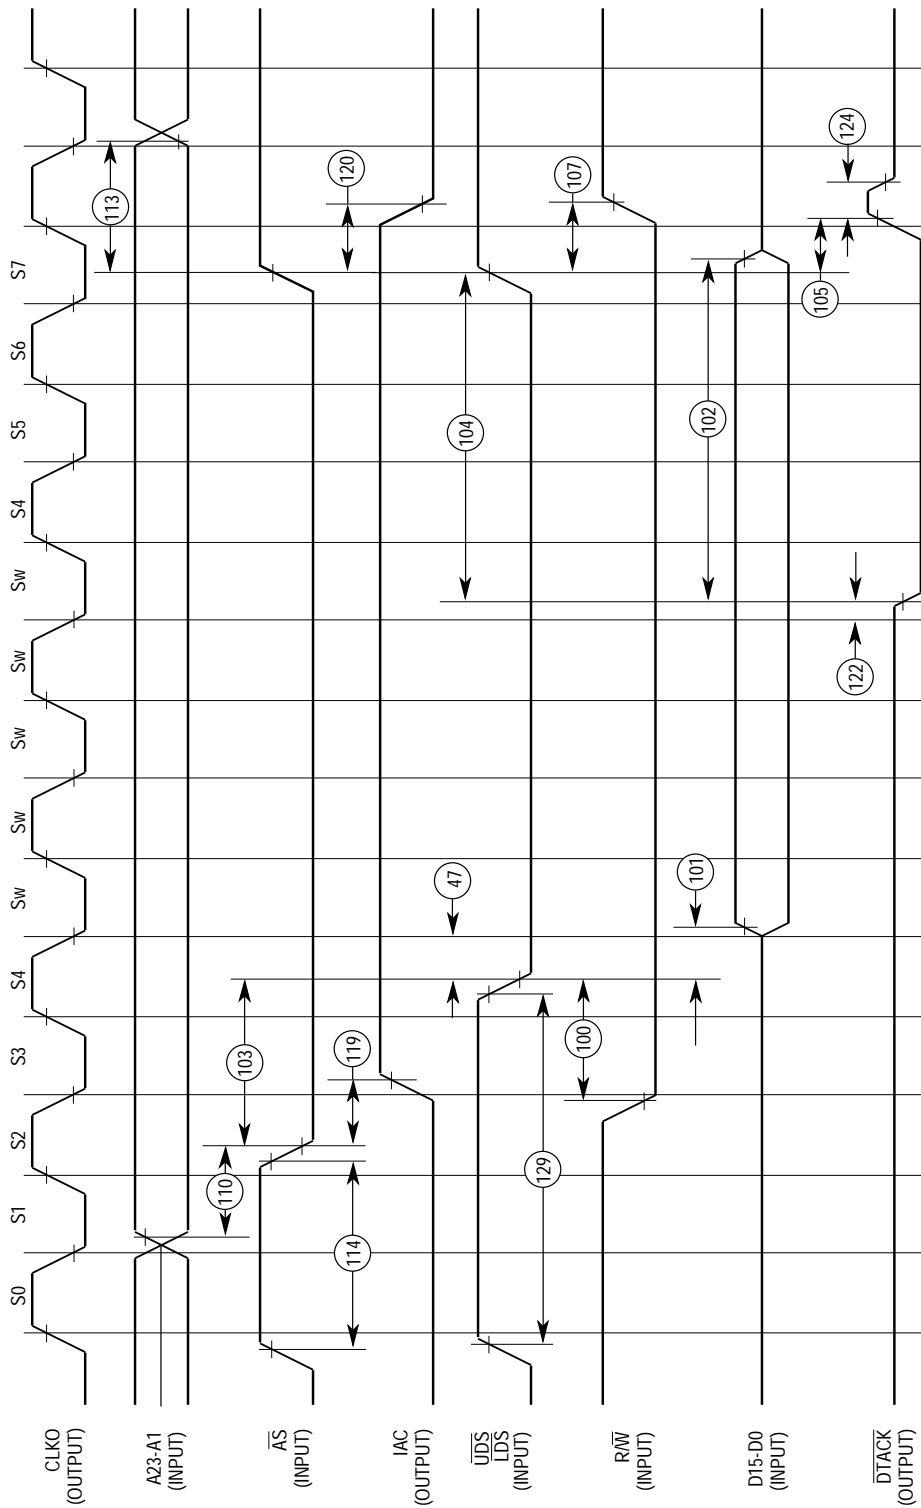 S0 S1 S2 S3 S4 Sw Sw Sw Sw Sw S4 S5 S6 S7
CLKO
(OUTPUT)
113
A23-A1
(INPUT)
110
103
AS
(INPUT)
114
119
120
IAC
(OUTPUT)
47
104
UDS
LDS
(INPUT)
129
100
107
R/W
(INPUT)
101
102
D15-D0
(INPUT)
122
105
124
DTACK
(OUTPUT)